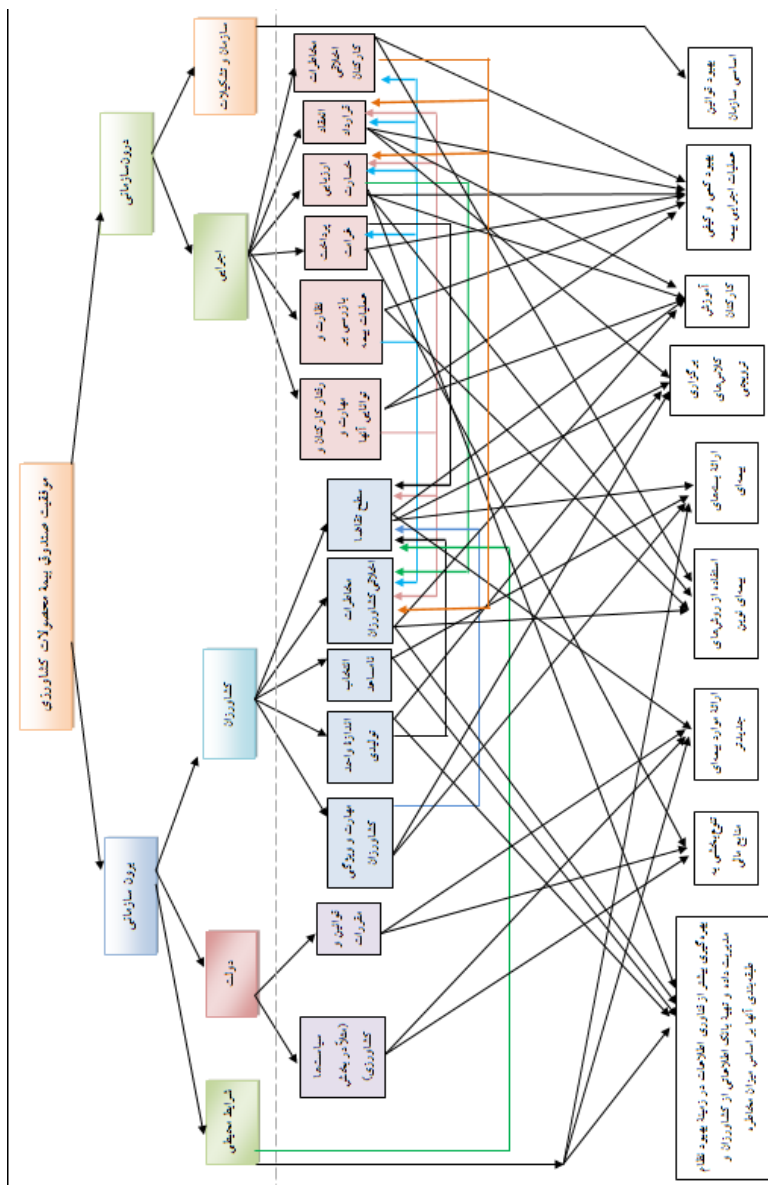 موفقیت صندوق بیمهٔ محصولات کشاورزی
درون‌سازمانی
برون سازمانی
سازمان و تشکیلات
اجرایی
کشاورزان
دولت
شرایط محیطی
مخاطرات
اخلاقی
کارکنان
انعقاد
قرارداد
ارزیابی
خسارت
پرداخت
غرامت
نظارت و
بازرسی بر
عملیات بیمه
رفتار کارکنان و
مهارت و
توانایی آنها
سطح تقاضا
مخاطرات
اخلاقی کشاورزان
انتخاب
نامساعد
اندازهٔ واحد
تولیدی
مهارت و ویژگی
کشاورزان
قوانین و
مقررات
سیاست‌ها
(مثلاً در بخش
کشاورزی)
بهبود قوانین
اساسی سازمان
بهبود کمی و کیفی
عملیات اجرایی بیمه
آموزش
کارکنان
برگزاری
کلاس‌های
ترویجی
ارائهٔ بسته‌های
بیمه‌ای
استفاده از روش‌های
بیمه‌ای نوین
ارائهٔ موارد بیمه‌ای
جدیدتر
تنوع‌بخشی به
منابع مالی
بهره‌گیری بیشتر از فناوری اطلاعات در زمینهٔ بهبود نظام
مدیریت داده و تهیهٔ بانک اطلاعاتی از کشاورزان و
طبقه‌بندی آنها بر اساس میزان مخاطره